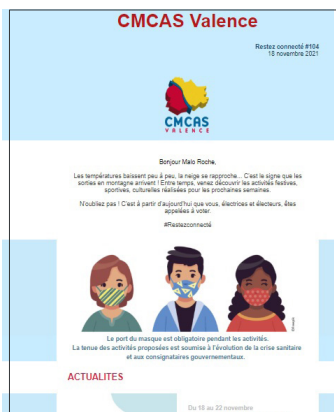 CMCAS Valence
Restez connecté #104
18 novembre 2021
CMCAS
VALENCE
Bonjour Malo Roche,
Les températures baissent peu à peu, la neige se rapproche... C'est le signe que les
sorties en montagne arrivent ! Entre temps, venez découvrir les activités festives,
sportives, culturelles réalisées pour les prochaines semaines.
N'oubliez pas ! C'est à partir d'aujourd'hui que vous, électrices et électeurs, êtes
appelées à voter.
#Restezconnecté
Le port du masque est obligatoire pendant les activités.
La tenue des activités proposées est soumise à l'évolution de la crise sanitaire
et aux consignataires gouvernementaux.
ACTUALITES
Du 18 au 22 novembre